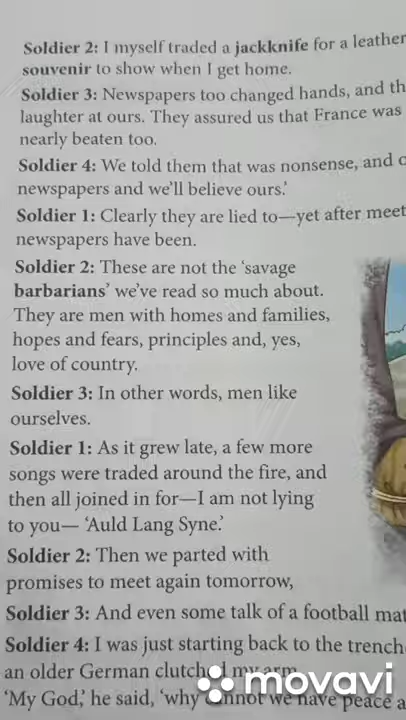 Soldier 2: I myself traded a jackknife for a leather
souvenir to show when I get home.
Soldier 3: Newspapers too changed hands, and th
laughter at ours. They assured us that France was
nearly beaten too.
Soldier 4: We told them that was nonsense, and
newspapers and we'll believe ours.'
Soldier 1: Clearly they are lied to—yet after meet
newspapers have been.
Soldier 2: These are not the 'savage
barbarians' we've read so much about.
They are men with homes and families,
hopes and fears, principles and, yes,
love of country.
Soldier 3: In other words, men like
ourselves.
Soldier 1: As it grew late, a few more
songs were traded around the fire, and
then all joined in for—I am not lying
to you— 'Auld Lang Syne.'
Soldier 2: Then we parted with
promises to meet again tomorrow,
Soldier 3: And even some talk of a football mat
Soldier 4: I was just starting back to the trench
an older German clutched my arm.
'My God,' he said, 'why cannot we have peace a
movavi